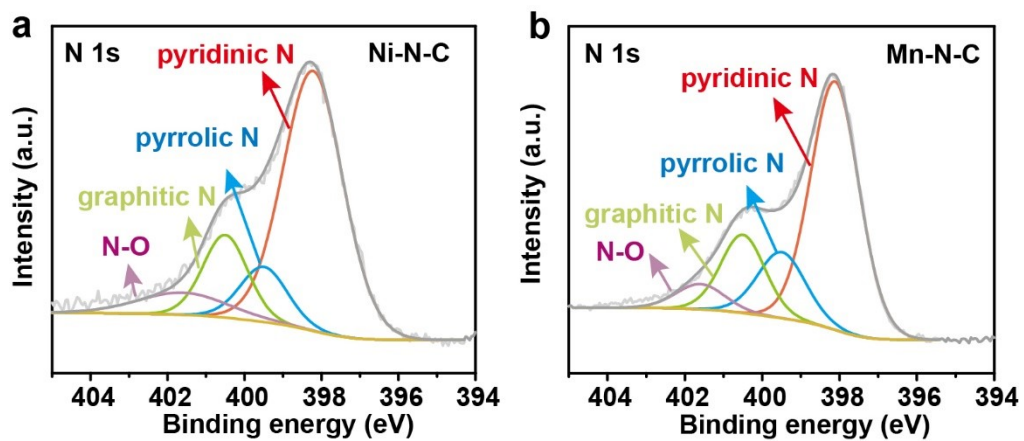 a
N 1s
Ni-N-C
pyridinic N
pyrrolic N
graphitic N
N-O
Intensity (a.u.)
404 402 400 398 396 394
Binding energy (eV)
b
N 1s
Mn-N-C
pyridinic N
pyrrolic N
graphitic N
N-O
Intensity (a.u.)
404 402 400 398 396 394
Binding energy (eV)